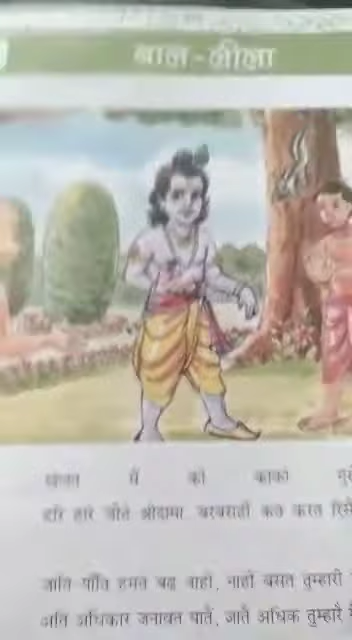 बाल-लीला
खेलत में को काको
हरि हारे जीते श्रीदामा, बरबसहीं कत करत
जाति पाँति हमतें बड़ नाहीं, नाहीं बसत तुम्हारी
अति अधिकार जनावत यातैं, जातैं अधिक तुम्हारैं